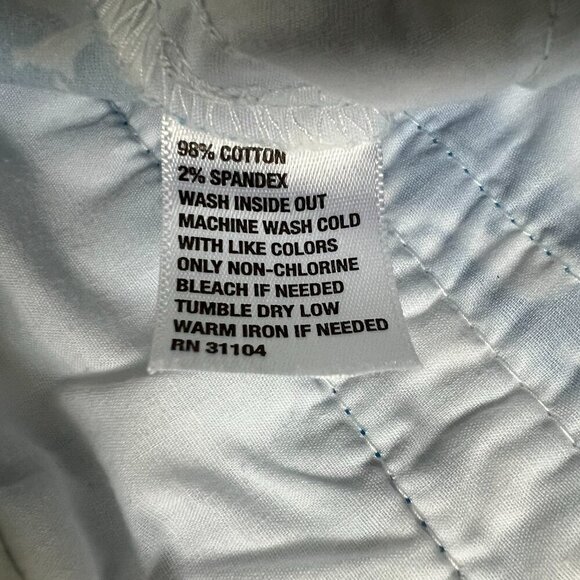 98% COTTON
2% SPANDEX
WASH INSIDE OUT
MACHINE WASH COLD
WITH LIKE COLORS
ONLY NON-CHLORINE
BLEACH IF NEEDED
TUMBLE DRY LOW
WARM IRON IF NEEDED
RN 31104